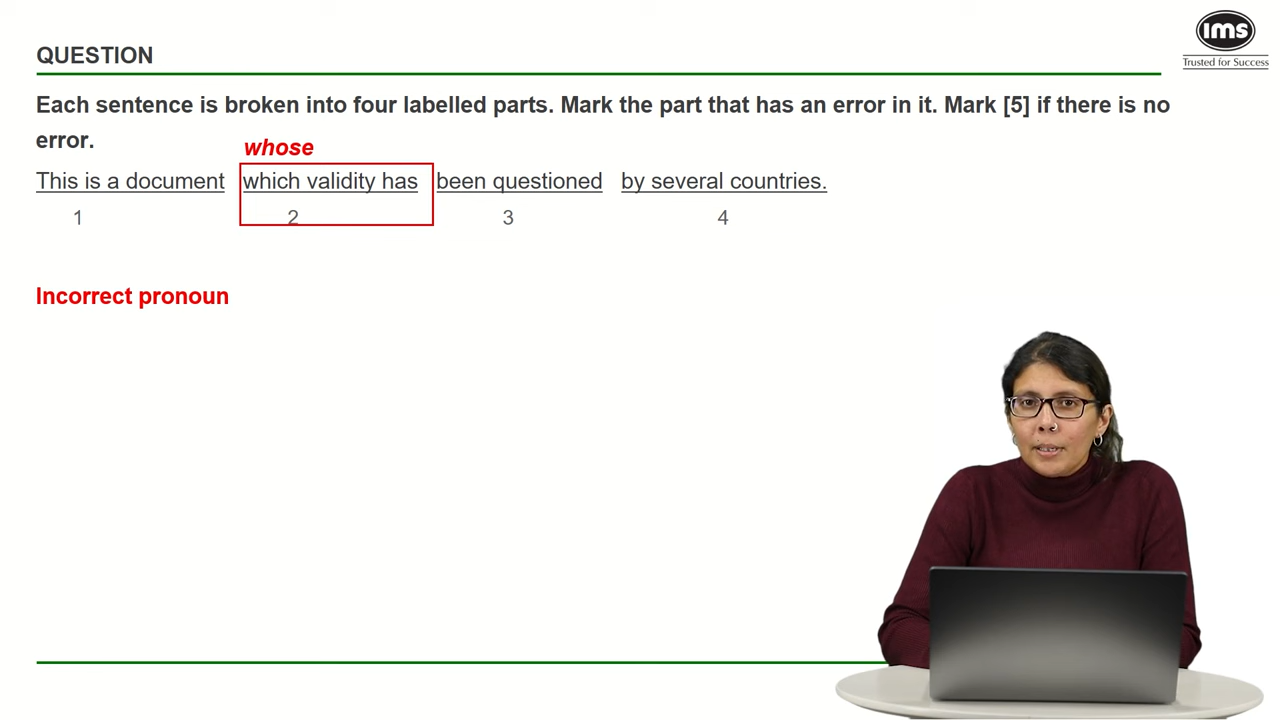 ims
Trusted for Success
QUESTION
Each sentence is broken into four labelled parts. Mark the part that has an error in it. Mark [5] if there is no
error.
whose
This is a document which validity has been questioned by several countries.
1 2 3 4
Incorrect pronoun